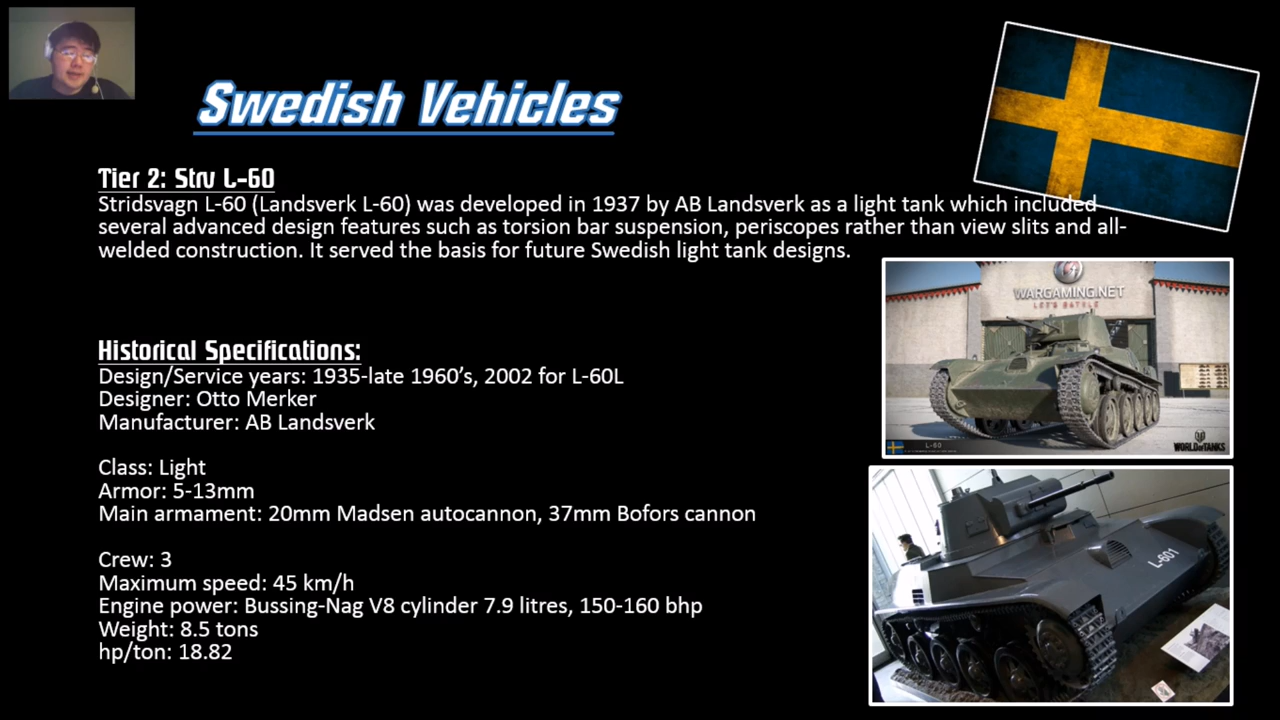 Swedish Vehicles
Tier 2: Strv L-60
Stridsvagn L-60 (Landsverk L-60) was developed in 1937 by AB Landsverk as a light tank which included
several advanced design features such as torsion bar suspension, periscopes rather than view slits and all-
welded construction. It served the basis for future Swedish light tank designs.
WARGAMING.NET
LET'S BATTLE
Historical Specifications:
Design/Service years: 1935-late 1960's, 2002 for L-60L
Designer: Otto Merker
Manufacturer: AB Landsverk
L-60
WORLD OF TANKS
Class: Light
Armor: 5-13mm
Main armament: 20mm Madsen autocannon, 37mm Bofors cannon
L-601
Crew: 3
Maximum speed: 45 km/h
Engine power: Bussing-Nag V8 cylinder 7.9 litres, 150-160 bhp
Weight: 8.5 tons
hp/ton: 18.82